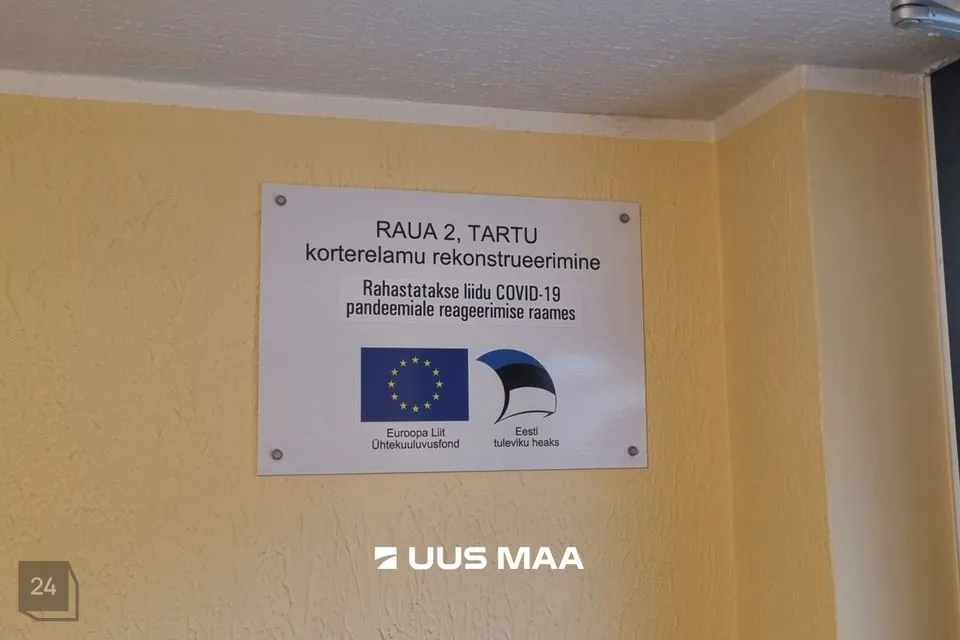 RAUA 2, TARTU
korterelamu rekonstrueerimine
Rahastatakse liidu COVID-19
pandeemiale reageerimise raames
Euroopa Liit
Ühtekuuluvusfond
Eesti
tuleviku heaks
UUS MAA
24